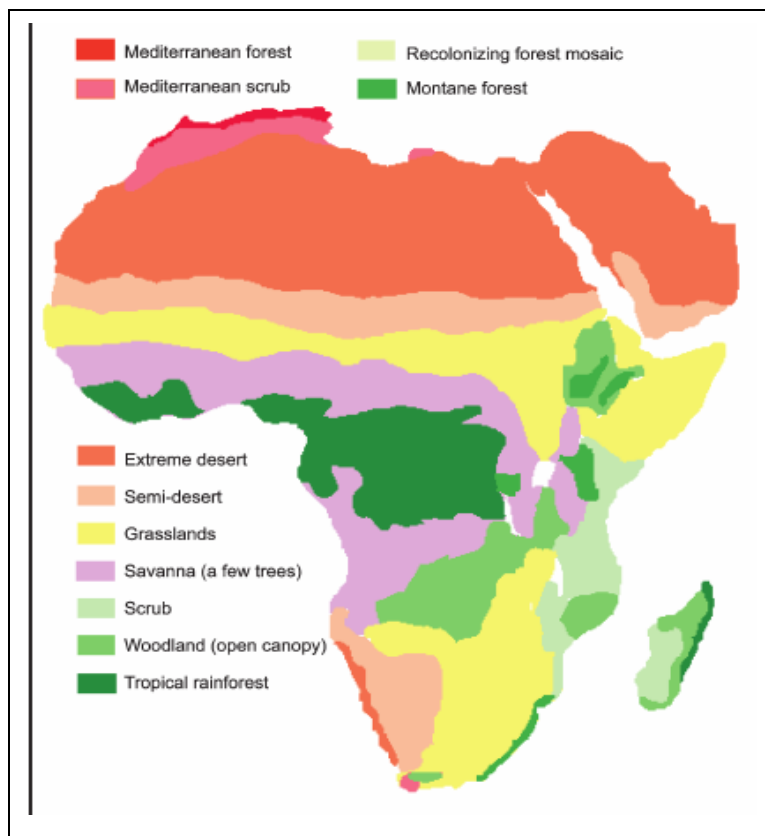 Mediterranean forest
Recolonizing forest mosaic
Mediterranean scrub
Montane forest
Extreme desert
Semi-desert
Grasslands
Savanna (a few trees)
Scrub
Woodland (open canopy)
Tropical rainforest